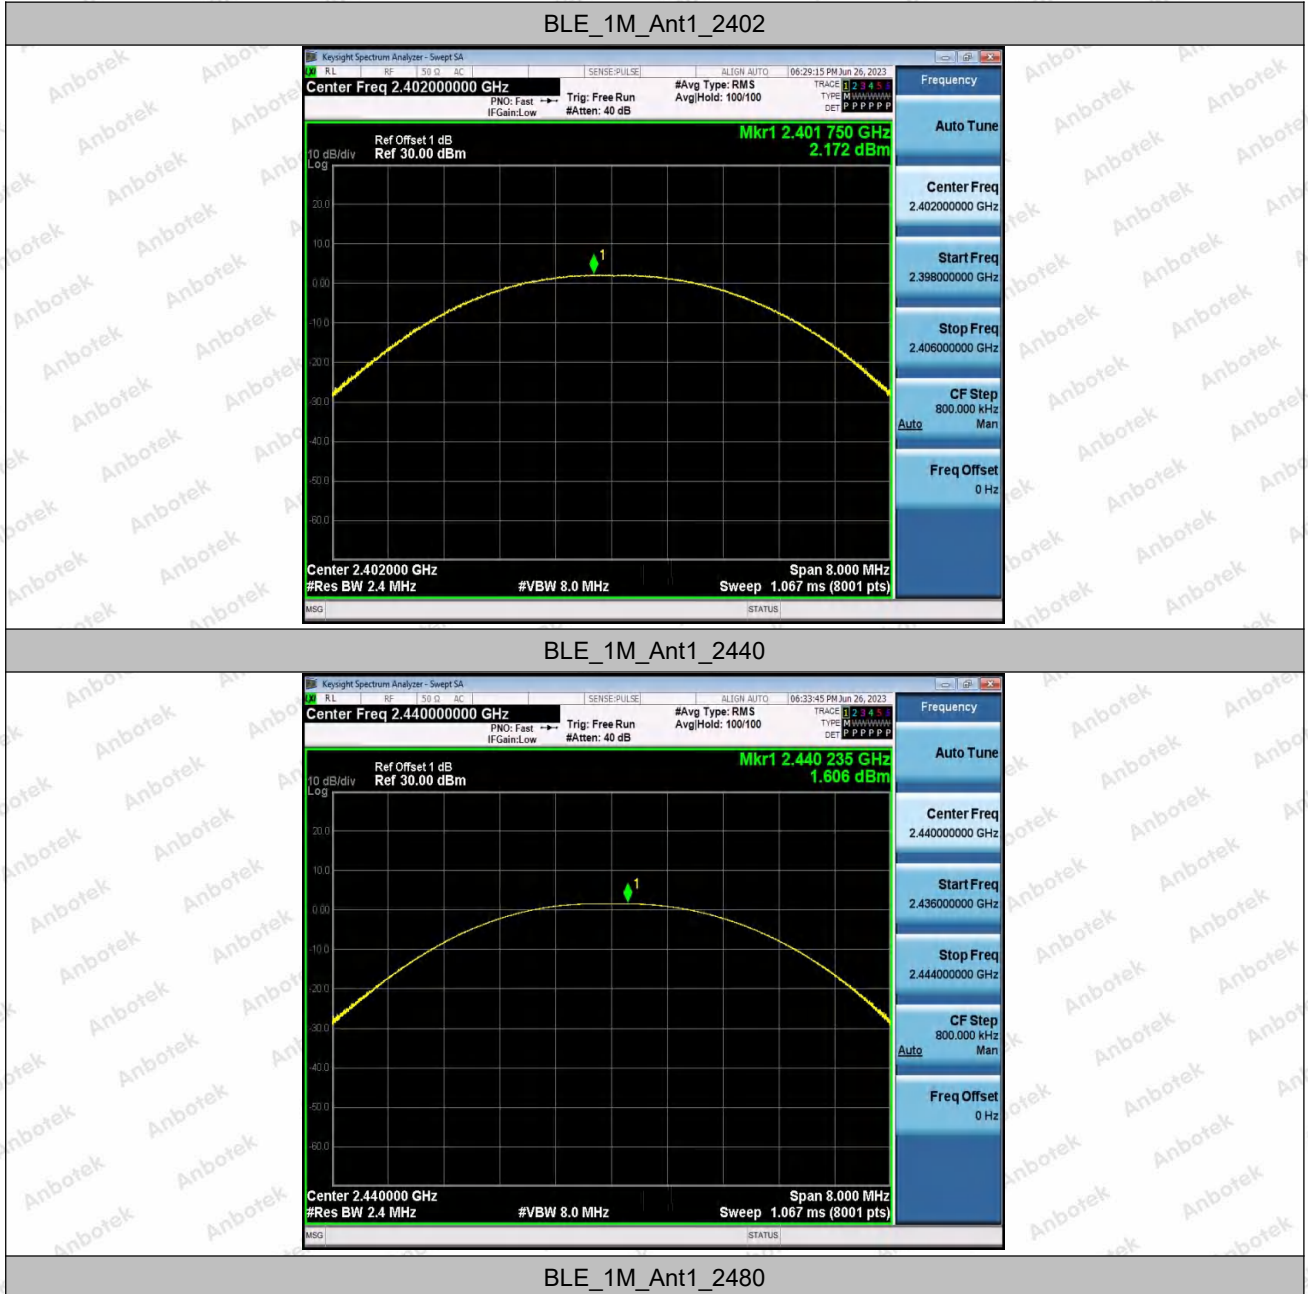 BLE_1M_Ant1_2402
Keysight Spectrum Analyzer - Swept SA
RL RF 50 Ω AC SENSE:PULSE ALIGN AUTO 06:29:15 PM Jun 26, 2023
Center Freq 2.402000000 GHz
PNO: Fast
IFGain:Low
Trig: Free Run
#Atten: 40 dB
#Avg Type: RMS
Avg|Hold: 100/100
TRACE 1 2 3 4 5
TYPE M
DET P P P P P P
Frequency
Auto Tune
Center Freq
2.402000000 GHz
Start Freq
2.398000000 GHz
Stop Freq
2.406000000 GHz
CF Step
800.000 kHz
Auto Man
Freq Offset
0 Hz
Mkr1 2.401 750 GHz
2.172 dBm
Ref Offset 1 dB
10 dB/div Ref 30.00 dBm
Log
20.0
10.0
0.00
-10.0
-20.0
-30.0
-40.0
-50.0
-60.0
1
Center 2.402000 GHz Span 8.000 MHz
#Res BW 2.4 MHz #VBW 8.0 MHz Sweep 1.067 ms (8001 pts)
MSG STATUS
BLE_1M_Ant1_2440
Keysight Spectrum Analyzer - Swept SA
RL RF 50 Ω AC SENSE:PULSE ALIGN AUTO 06:33:45 PM Jun 26, 2023
Center Freq 2.440000000 GHz
PNO: Fast
IFGain:Low
Trig: Free Run
#Atten: 40 dB
#Avg Type: RMS
Avg|Hold: 100/100
TRACE 1 2 3 4 5
TYPE M
DET P P P P P P
Frequency
Auto Tune
Center Freq
2.440000000 GHz
Start Freq
2.436000000 GHz
Stop Freq
2.444000000 GHz
CF Step
800.000 kHz
Auto Man
Freq Offset
0 Hz
Mkr1 2.440 235 GHz
1.606 dBm
Ref Offset 1 dB
10 dB/div Ref 30.00 dBm
Log
20.0
10.0
0.00
-10.0
-20.0
-30.0
-40.0
-50.0
-60.0
1
Center 2.440000 GHz Span 8.000 MHz
#Res BW 2.4 MHz #VBW 8.0 MHz Sweep 1.067 ms (8001 pts)
MSG STATUS
BLE_1M_Ant1_2480